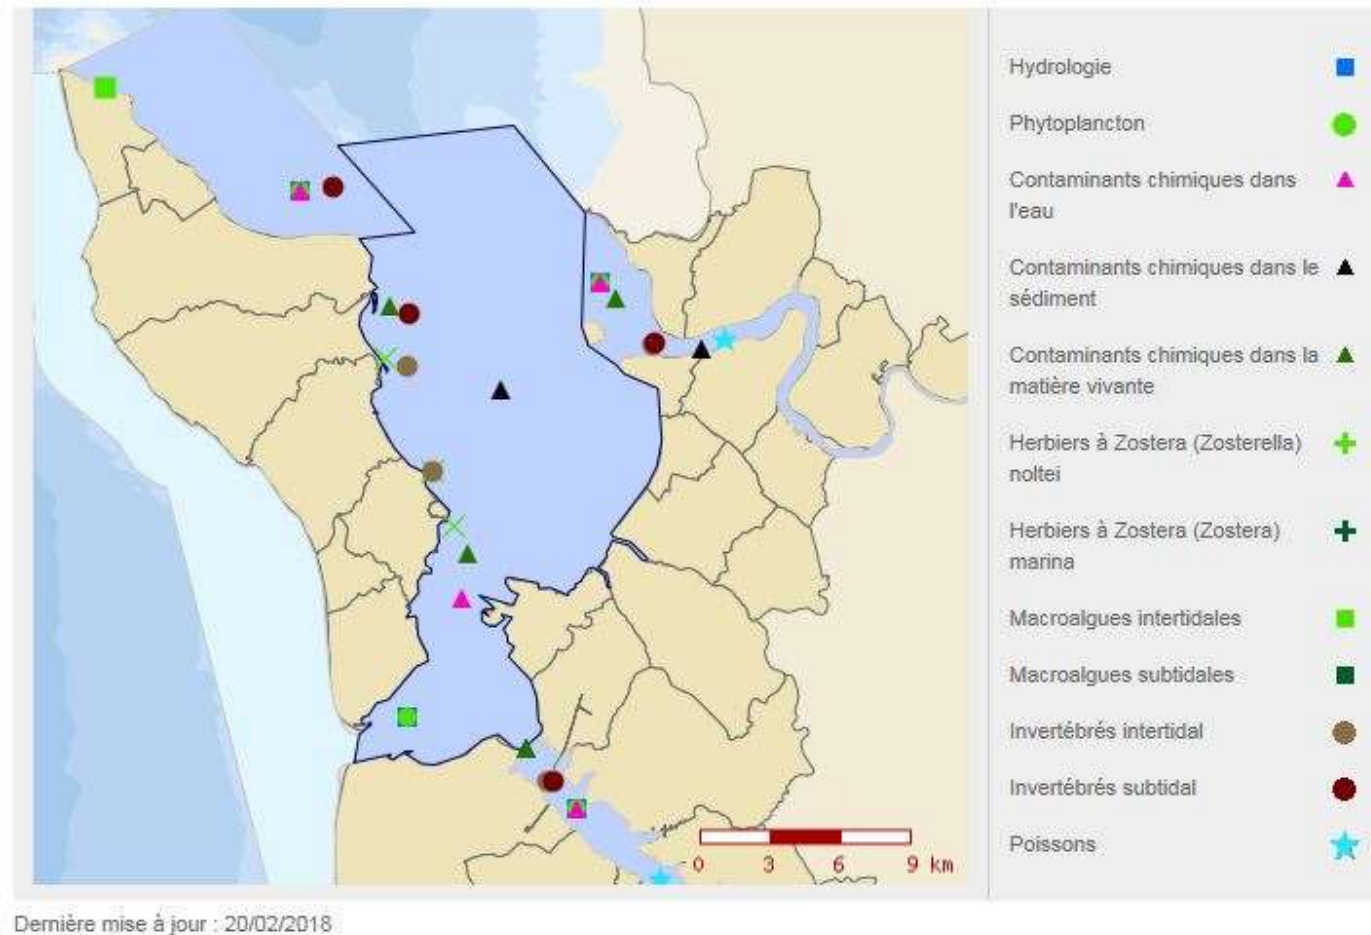 Hydrologie
Phytoplancton
Contaminants chimiques dans
l'eau
Contaminants chimiques dans le
sédiment
Contaminants chimiques dans la
matière vivante
Herbiers à Zostera (Zosterella)
noltei
Herbiers à Zostera (Zostera)
marina
Macroalgues intertidales
Macroalgues subtidales
Invertébrés intertidal
Invertébrés subtidal
Poissons
0 3 6 9 km
Dernière mise à jour : 20/02/2018